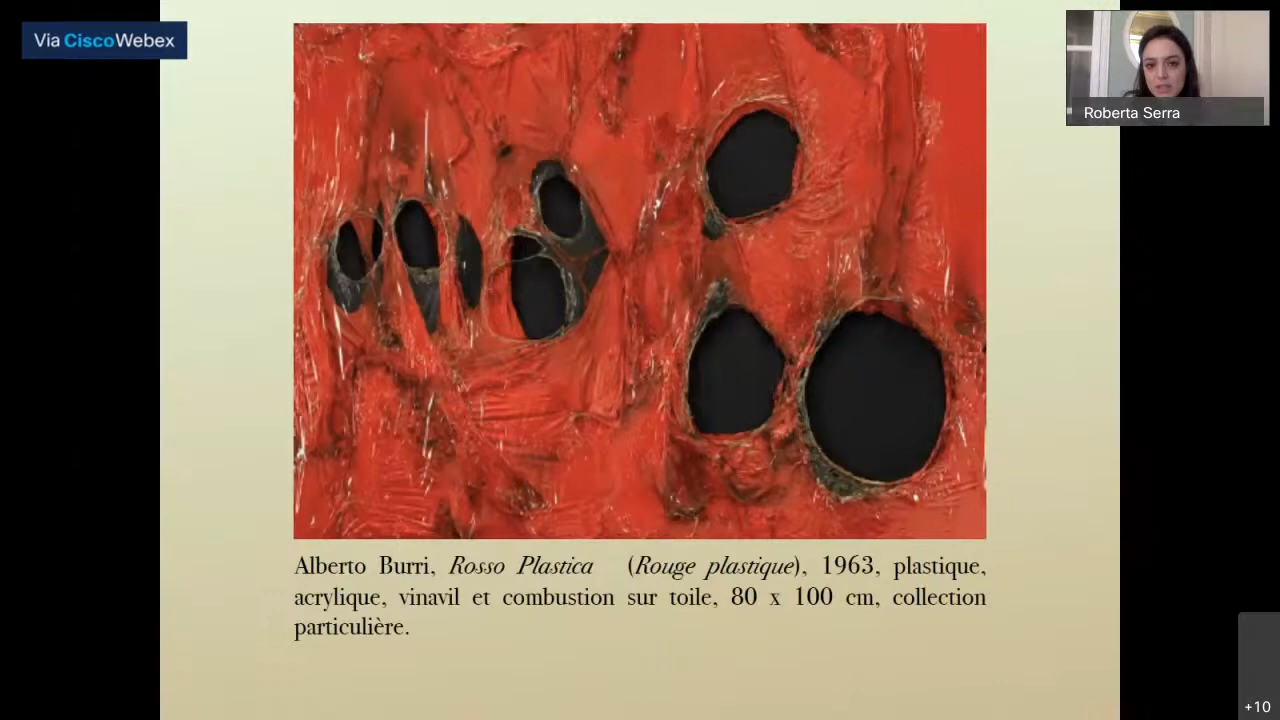 Via CiscoWebex
Roberta Serra
Alberto Burri, Rosso Plastica (Rouge plastique), 1963, plastique,
acrylique, vinavil et combustion sur toile, 80 x 100 cm, collection
particulière.
+10